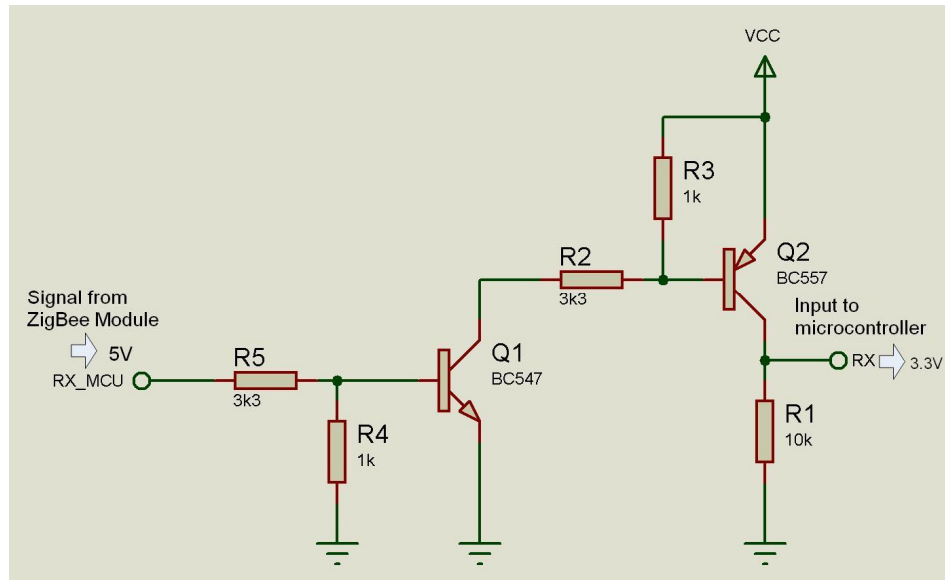 VCC
R3
1k
R2
3k3
Q2
BC557
Signal from
ZigBee Module
5V
RX_MCU
R5
3k3
Q1
BC547
Input to
microcontroller
RX
3.3V
R4
1k
R1
10k